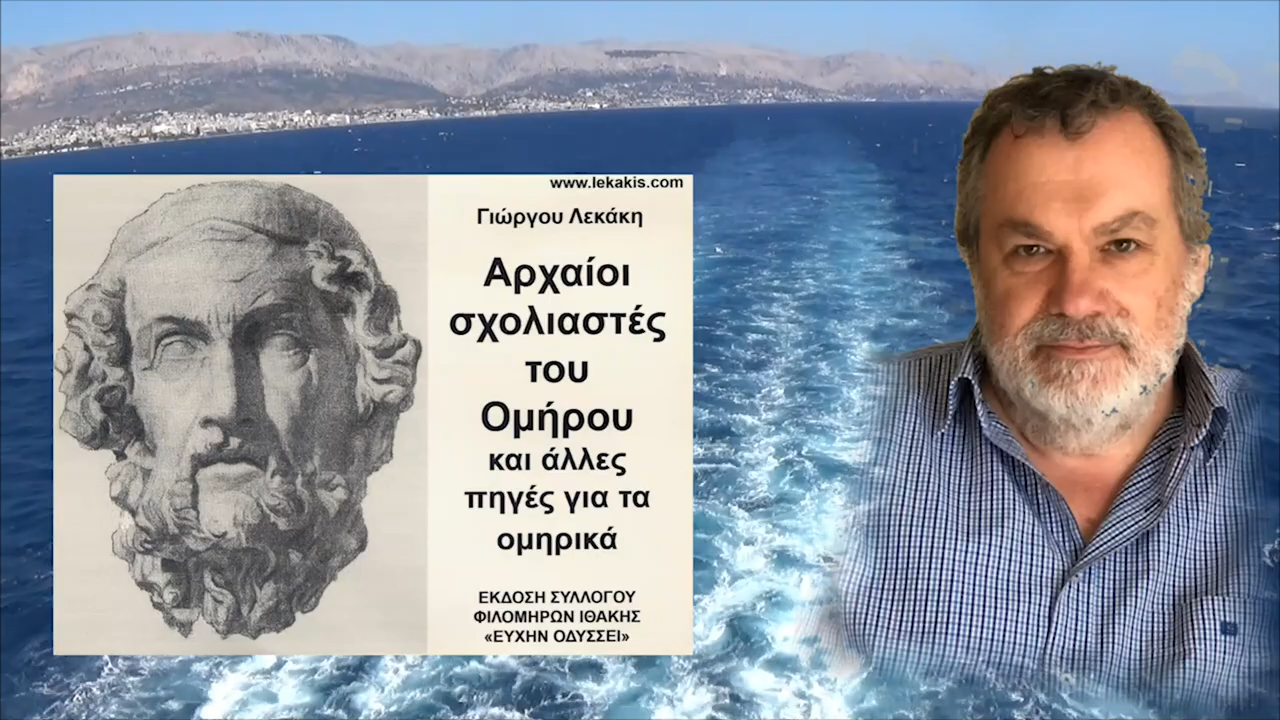 www.lekakis.com
Γιώργου Λεκάκη
Αρχαίοι
σχολιαστές
του
Ομήρου
και άλλες
πηγές για τα
ομηρικά
ΕΚΔΟΣΗ ΣΥΛΛΟΓΟΥ
ΦΙΛΟΜΗΡΩΝ ΙΘΑΚΗΣ
«ΕΥΧΗΝ ΟΔΥΣΣΕΙ»